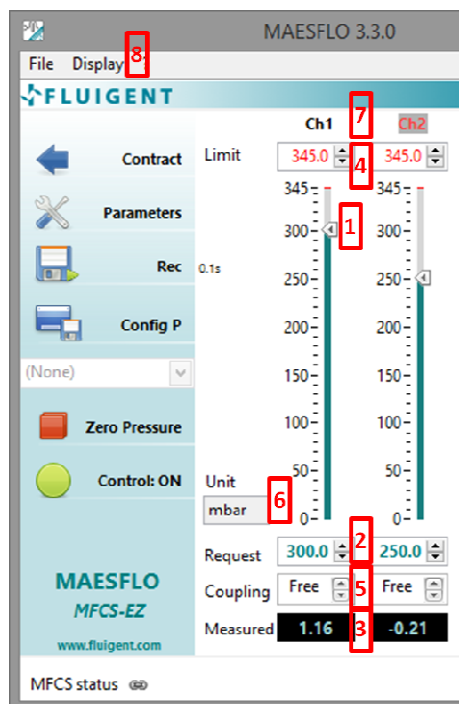 MAESFLO 3.3.0
File Display 8
FLUIGENT
Ch1 7 Ch2
Contract
Limit 345.0 4 345.0
345 345
Parameters
300 1 300
Rec 0.1s
250 250
Config P
200 200
(None)
150 150
Zero Pressure
100 100
Control: ON
Unit
50 50
mbar 6
0 0
Request 300.0 2 250.0
MAESFLO
Coupling Free 5 Free
MFCS-EZ
Measured 1.16 3 -0.21
www.fluigent.com
MFCS status